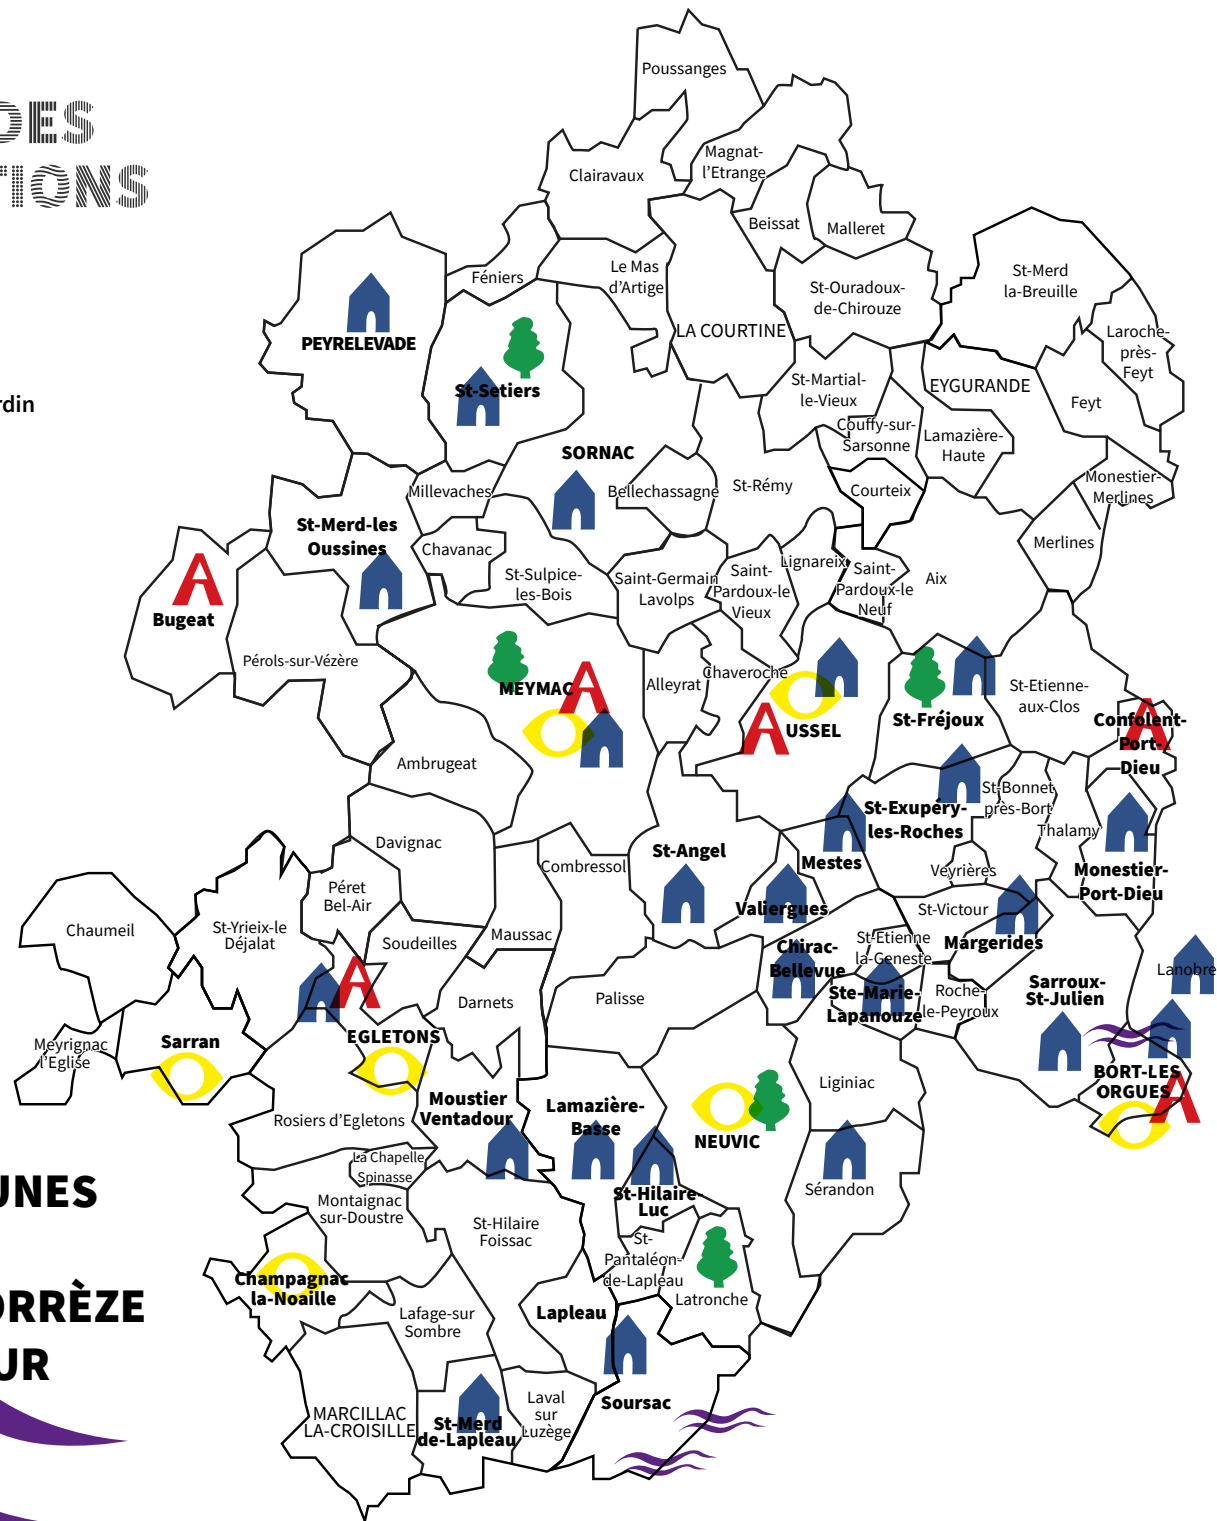 DES
TIONS
rdin
Poussanges
Magnat-
l’Etrange
Clairavaux
Beissat
Malleret
Féniers
Le Mas
d’Artige
St-Ouradoux-
de-Chirouze
St-Merd
la-Breuille
LA COURTINE
PEYRELEVADE
Laroche-
près-
Feyt
St-Setiers
St-Martial-
le-Vieux
EYGURANDE
Feyt
Couffy-sur-
Sarsonne
Lamazière-
Haute
SORNAC
Millevaches
Bellechassagne
St-Rémy
Courteix
Monestier-
Merlines
St-Merd-les
Oussines
Chavanac
Merlines
St-Sulpice-
les-Bois
Saint-Germain
Lavolps
Saint-
Pardoux-le
Vieux
Lignareix
Saint-
Pardoux-le
Neuf
Aix
Bugeat
Pérols-sur-Vézère
MEYMAC
Alleyrat
Chaveroche
USSEL
St-Fréjoux
St-Etienne-
aux-Clos
Confolent-
Port-
Dieu
Ambrugeat
St-Exupéry-
les-Roches
St-Bonnet
près-Bort
Thalamy
Davignac
Combressol
St-Angel
Mestes
Veyrières
Monestier-
Port-Dieu
Péret
Bel-Air
Valiergues
St-Victour
Chaumeil
St-Yrieix-le
Déjalat
Soudeilles
Maussac
Chirac-
Bellevue
St-Etienne
la-Geneste
Margerides
Lanobre
Darnets
Palisse
Ste-Marie-
Lapanouze
Roche-
le-Peyroux
Sarroux-
St-Julien
Meyrignac
l’Eglise
Sarran
EGLETONS
BORT-LES
ORGUES
Liginiac
Moustier
Ventadour
Lamazière-
Basse
NEUVIC
Rosiers d’Egletons
La Chapelle
Spinasse
Sérandon
UNES
Montaignac
sur-Doustre
St-Hilaire
Foissac
St-Hilaire-
Luc
St-
Pantaléon-
de-Lapleau
Champagnac
la-Noaille
Latronche
ORRÈZE
Lafage-sur
Sombre
Lapleau
UR
Soursac
MARCILLAC
LA-CROISILLE
St-Merd
de-Lapleau
Laval
sur
Luzège